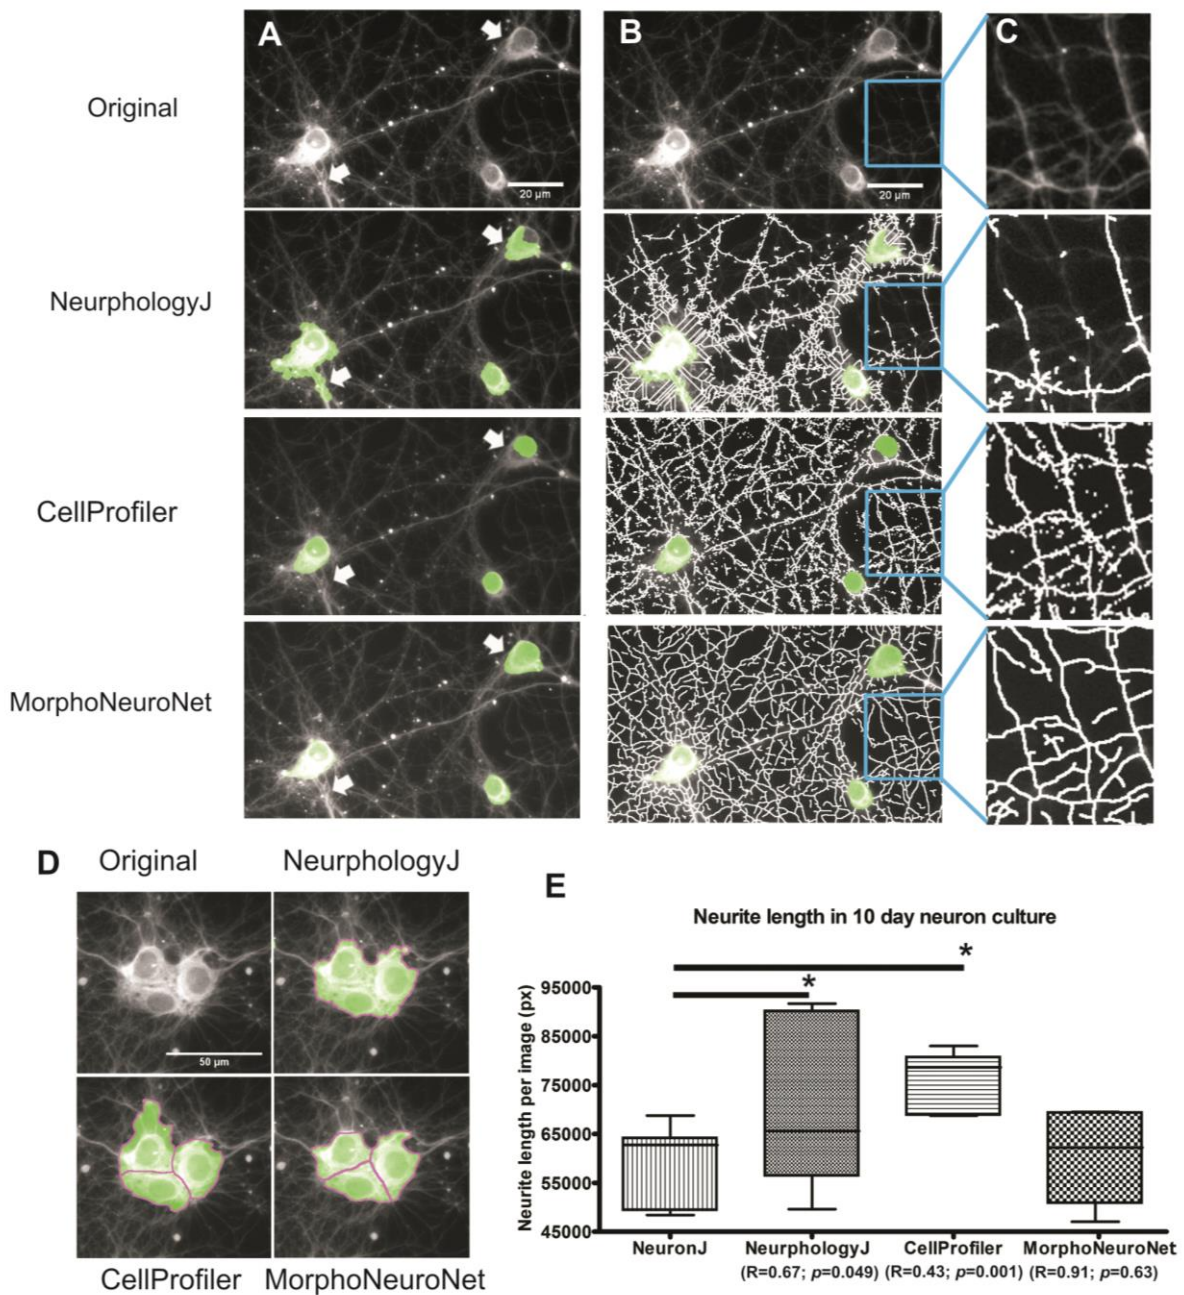 A
B
C
Original
20 µm
20 µm
NeurphologyJ
CellProfiler
MorphoNeuroNet
D
Original
NeurphologyJ
50 µm
CellProfiler
MorphoNeuroNet
E
Neurite length in 10 day neuron culture
*
*
Neurite length per image (px)
95000
85000
75000
65000
55000
45000
NeuronJ
NeurphologyJ
CellProfiler
MorphoNeuroNet
(R=0.67; p=0.049)
(R=0.43; p=0.001)
(R=0.91; p=0.63)